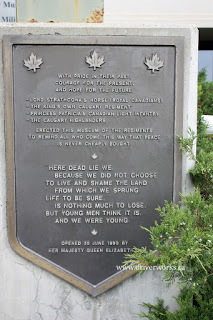 Mu
Mili
WITH PRIDE IN THEIR PAST
COURAGE FOR THE PRESENT
AND HOPE FOR THE FUTURE
LORD STRATHCONA'S HORSE (ROYAL CANADIANS)
THE KING'S OWN CALGARY REGIMENT
PRINCESS PATRICIA'S CANADIAN LIGHT INFANTRY
THE CALGARY HIGHLANDERS
ERECTED THIS MUSEUM OF THE REGIMENTS
TO REMIND ALL WHO COME THIS WAY THAT PEACE
IS NEVER CHEAPLY BOUGHT
HERE DEAD LIE WE,
BECAUSE WE DID NOT CHOOSE
TO LIVE AND SHAME THE LAND
FROM WHICH WE SPRUNG
LIFE TO BE SURE,
IS NOTHING MUCH TO LOSE;
BUT YOUNG MEN THINK IT IS,
AND WE WERE YOUNG
OPENED 30 JUNE 1990 BY
HER MAJESTY QUEEN ELIZABETH
www.driverworks.ca